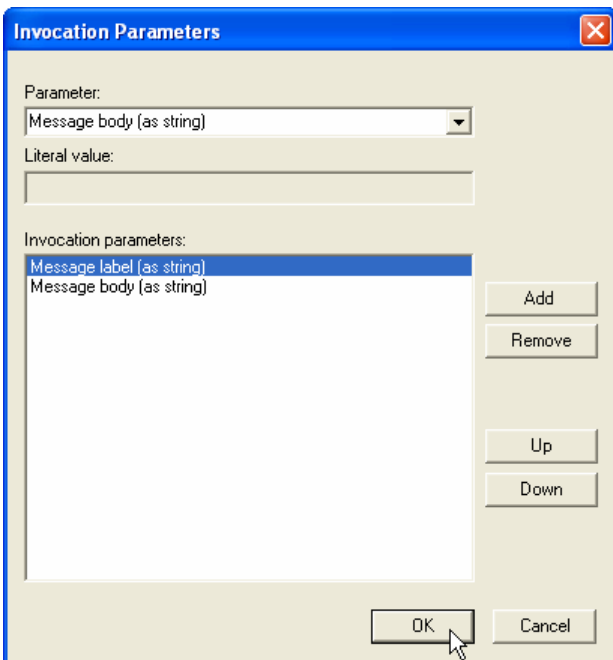 Invocation Parameters
Parameter:
Message body (as string)
Literal value:
Invocation parameters:
Message label (as string)
Message body (as string)
Add
Remove
Up
Down
OK
Cancel